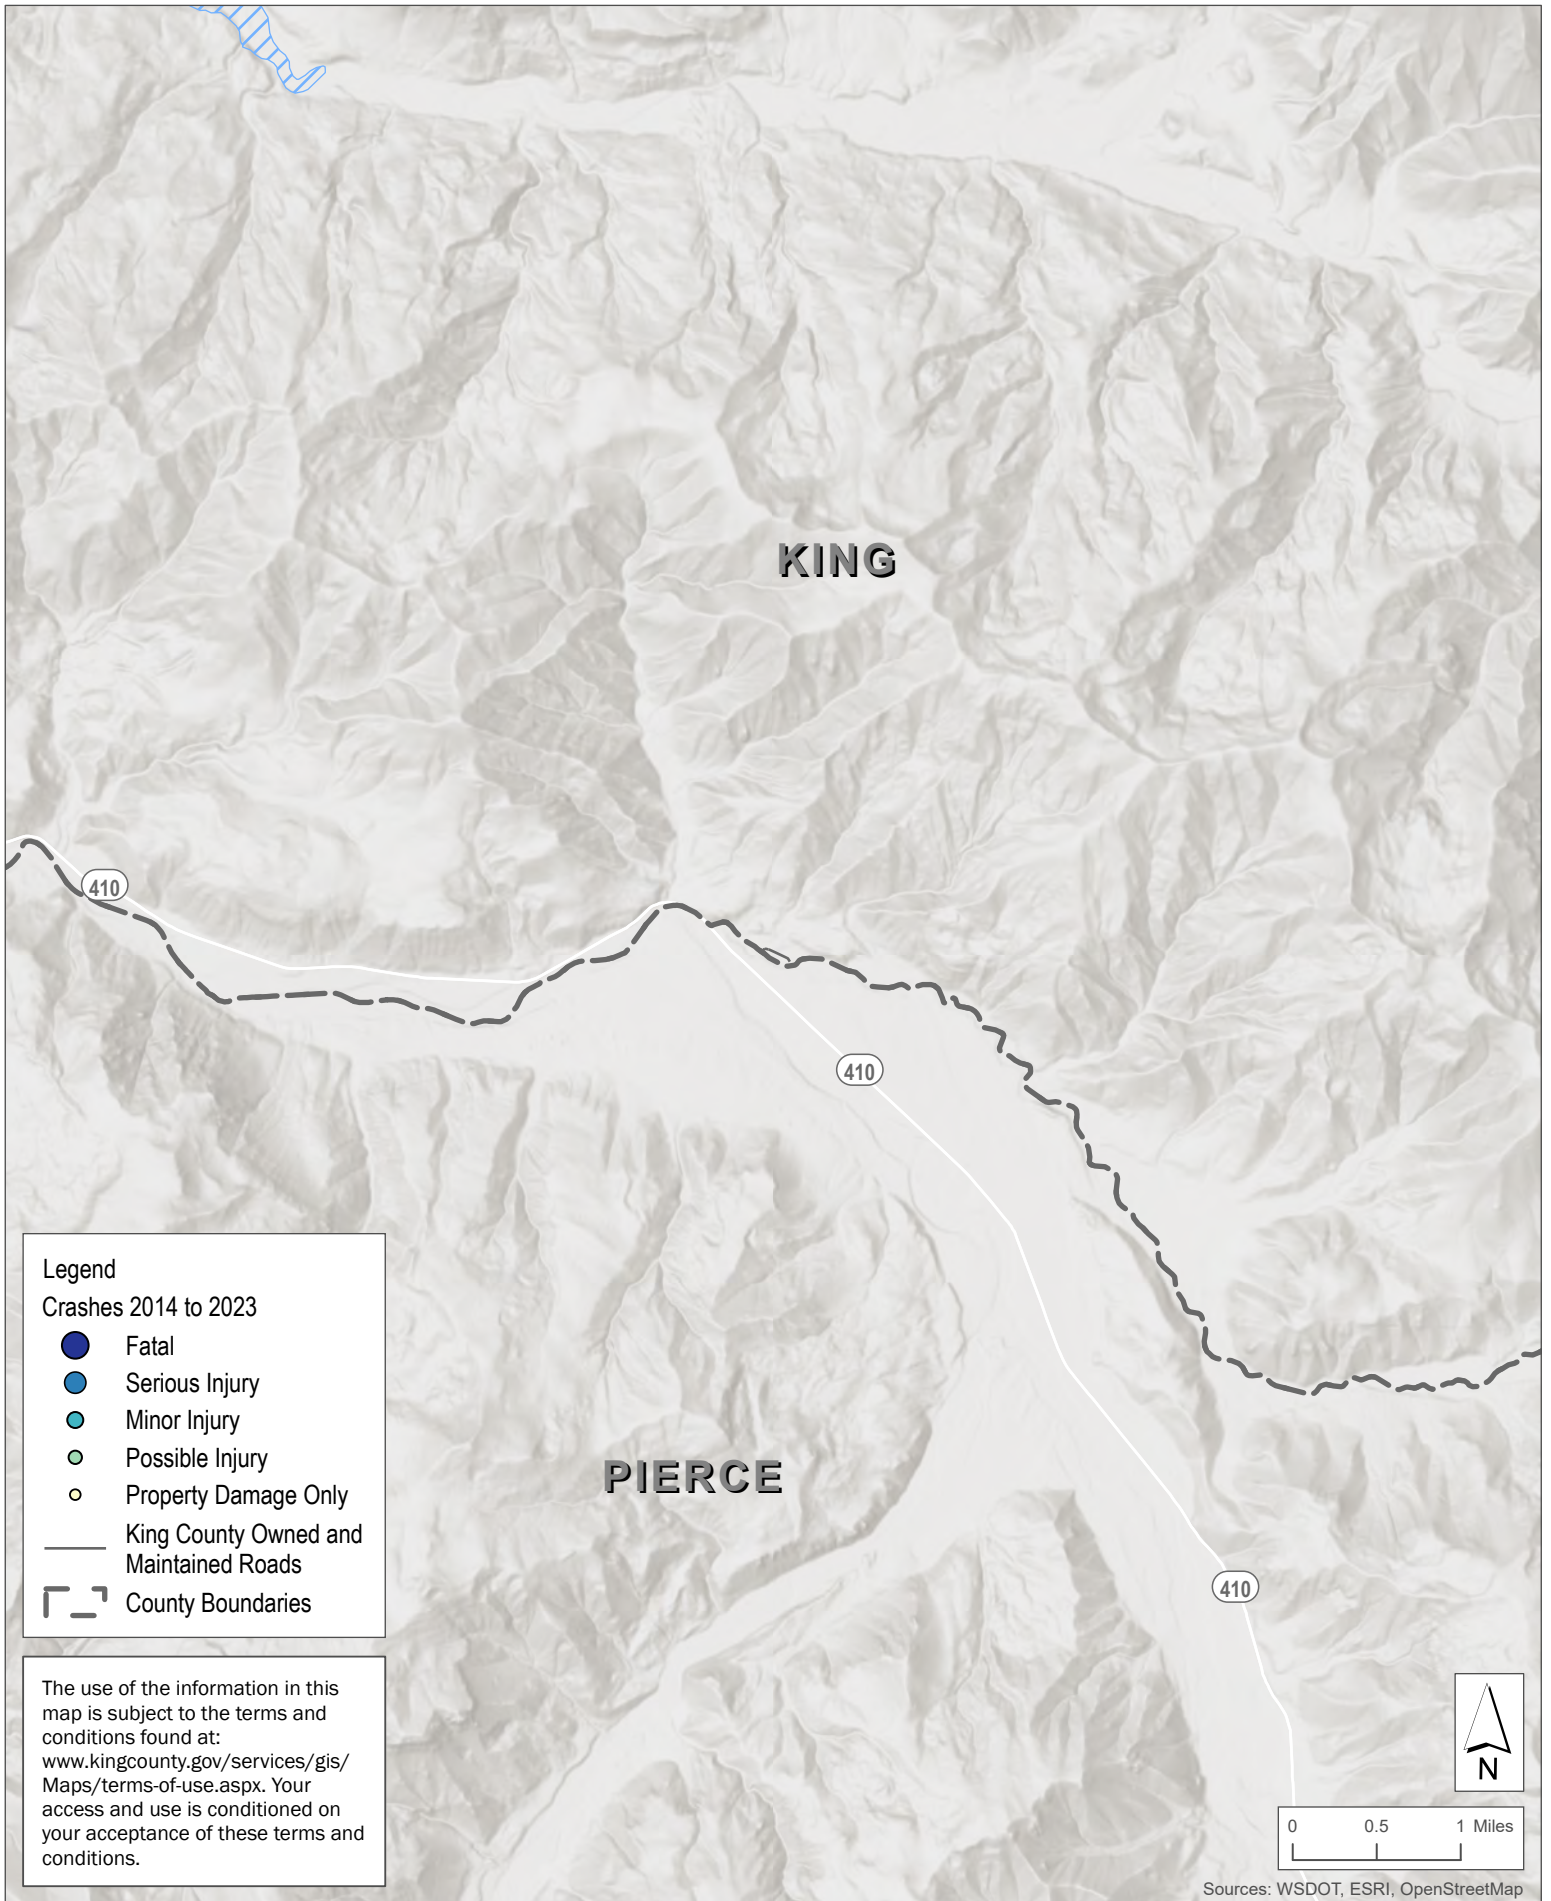 KING
410
410
PIERCE
410
Legend
Crashes 2014 to 2023
Fatal
Serious Injury
Minor Injury
Possible Injury
Property Damage Only
King County Owned and
Maintained Roads
County Boundaries
The use of the information in this
map is subject to the terms and
conditions found at:
www.kingcounty.gov/services/gis/
Maps/terms-of-use.aspx. Your
access and use is conditioned on
your acceptance of these terms and
conditions.
N
0 0.5 1 Miles
Sources: WSDOT, ESRI, OpenStreetMap